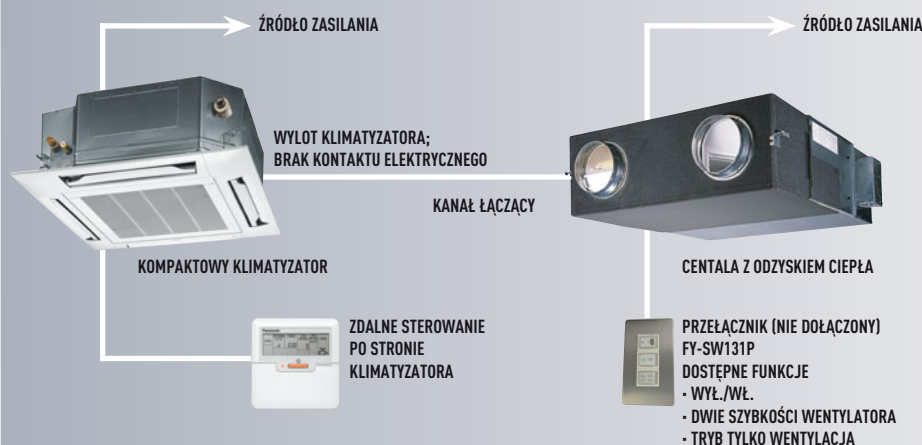 ŹRÓDŁO ZASILANIA
ŹRÓDŁO ZASILANIA
WYLOT KLIMATYZATORA;
BRAK KONTAKTU ELEKTRYCZNEGO
KANAŁ ŁĄCZĄCY
KOMPAKTOWY KLIMATYZATOR
CENTALA Z ODZYSKIEM CIEPŁA
Panasonic
ZDALNE STEROWANIE
PO STRONIE
KLIMATYZATORA
PRZEŁĄCZNIK (NIE DOŁĄCZONY)
FY-SW131P
DOSTĘPNE FUNKCJE
- WYŁ./WŁ.
- DWIE SZYBKOŚCI WENTYLATORA
- TRYB TYLKO WENTYLACJA